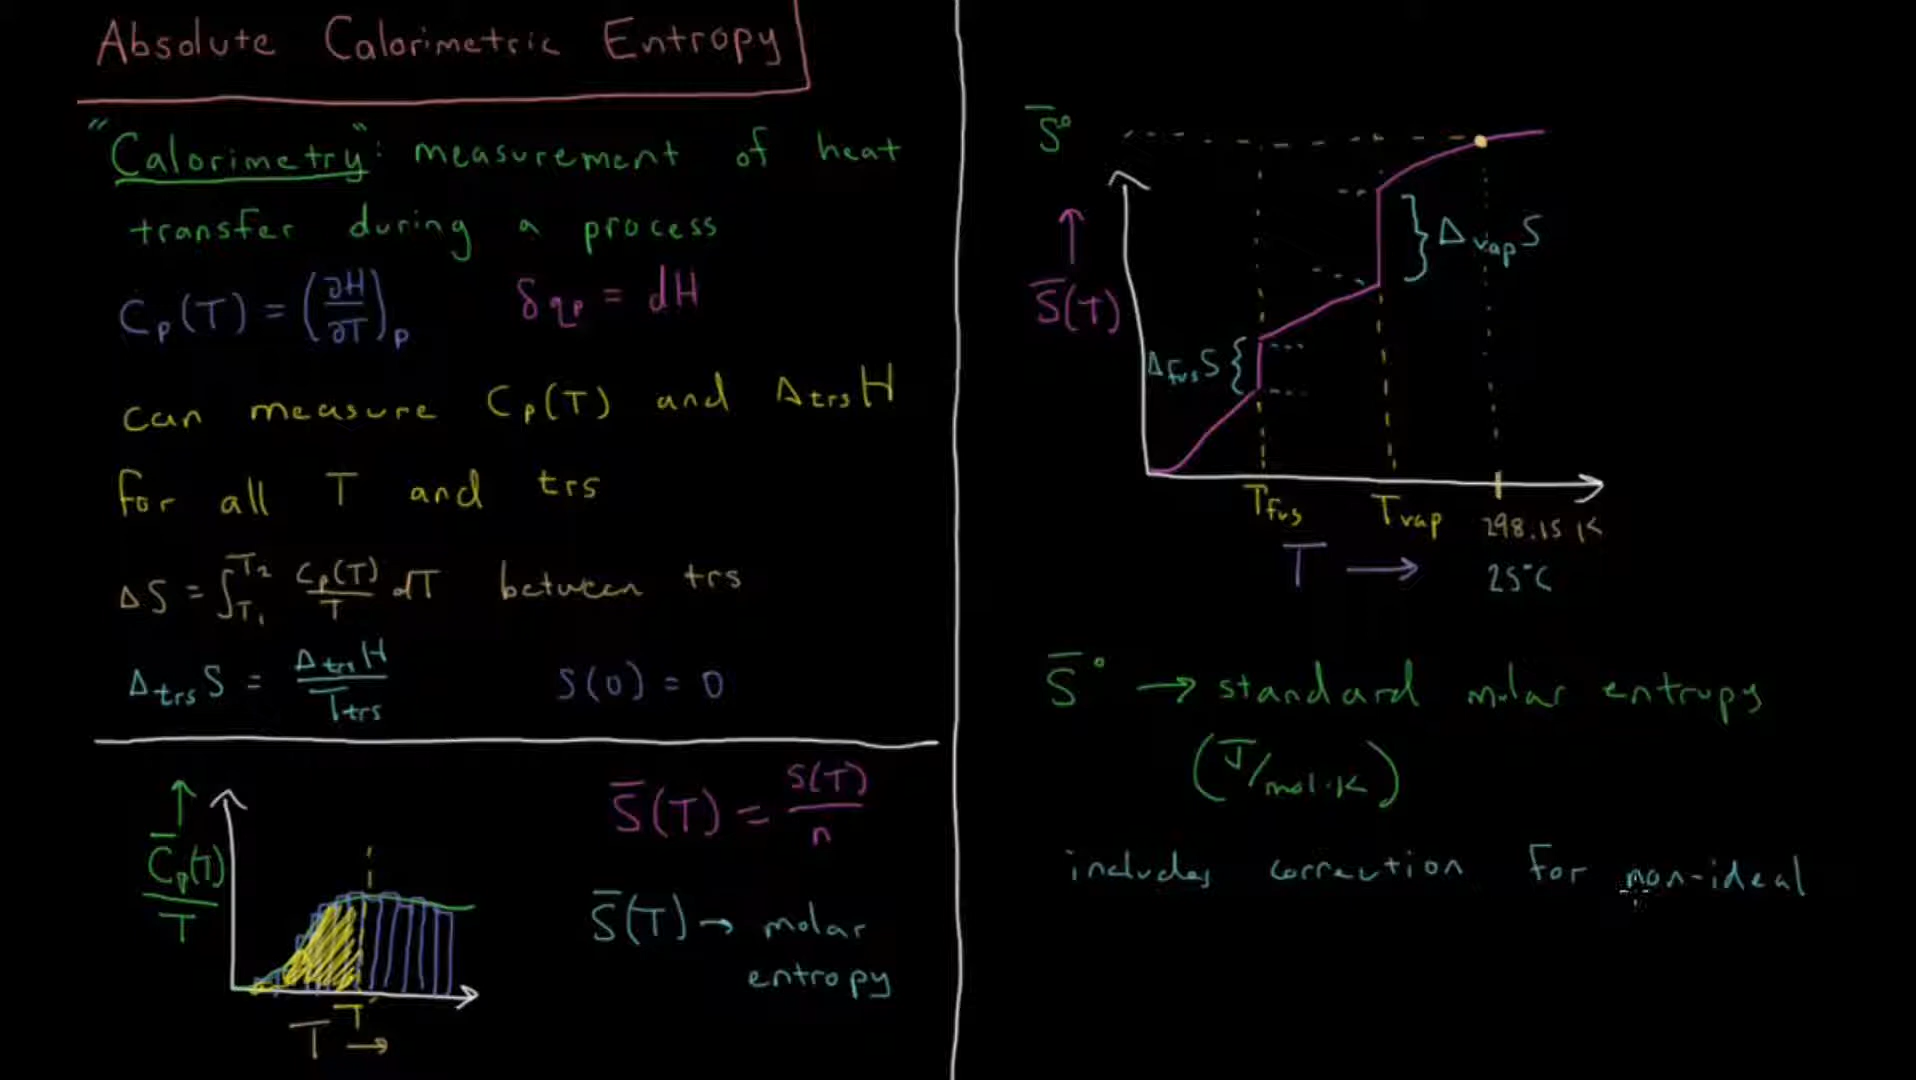 Absolute Calorimetric Entropy
"Calorimetry": measurement of heat
transfer during a process
Cₚ(T) = (∂H/∂T)ₚ   δqₚ = dH
can measure Cₚ(T) and ΔtrsH
for all T and trs
ΔS = ∫_{T₁}^{T₂} Cₚ(T)/T dT between trs
ΔtrsS = ΔtrsH/Ttrs   S(0) = 0
C̄ₚ(T)/T
T
T →
S̄(T) = S(T)/n
S̄(T) → molar
entropy
S̄°
S̄(T)
ΔvapS
ΔfusS
Tfus Tvap 298.15 K
T → 25°C
S̄° → standard molar entropy
(J/mol·K)
includes correction for non-ideal